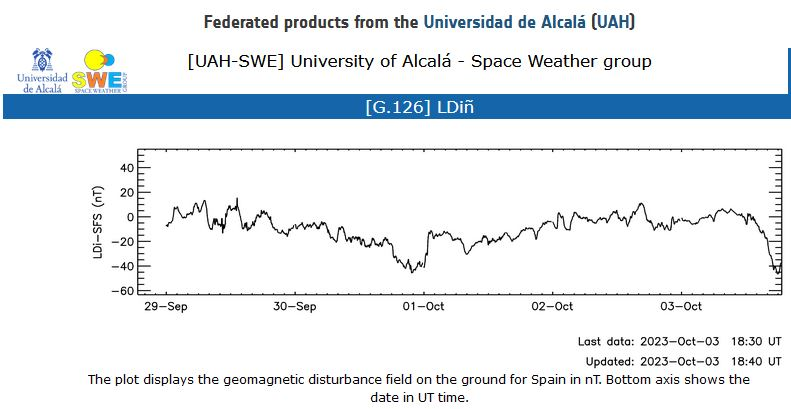 Federated products from the Universidad de Alcalá (UAH)
[UAH-SWE] University of Alcalá - Space Weather group
Universidad
de Alcalá
SWE
SPACE WEATHER
GROUP
[G.126] LDiñ
LDi-SFS (nT)
40
20
0
-20
-40
-60
29-Sep 30-Sep 01-Oct 02-Oct 03-Oct
Last data: 2023-Oct-03 18:30 UT
Updated: 2023-Oct-03 18:40 UT
The plot displays the geomagnetic disturbance field on the ground for Spain in nT. Bottom axis shows the
date in UT time.